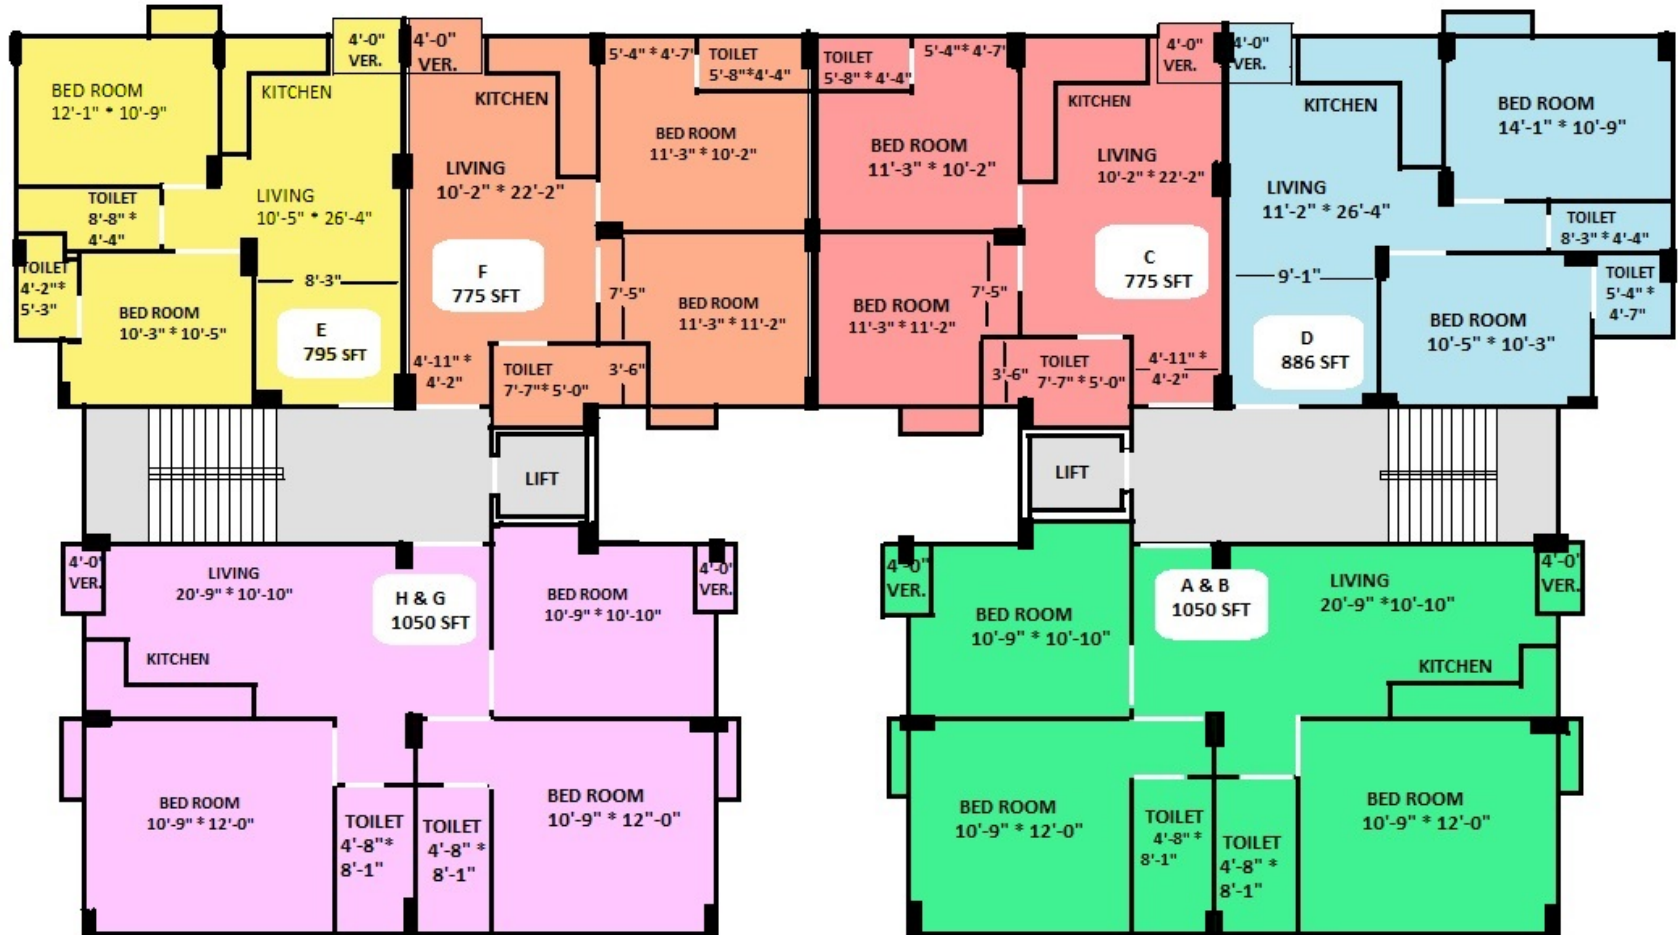 BED ROOM
12'-1" * 10'-9"
KITCHEN
4'-0"
VER.
TOILET
8'-8" *
4'-4"
LIVING
10'-5" * 26'-4"
TOILET
4'-2"*
5'-3"
8'-3"
BED ROOM
10'-3" * 10'-5"
E
795 SFT
4'-0"
VER.
KITCHEN
5'-4" * 4'-7"
TOILET
5'-8"*4'-4"
BED ROOM
11'-3" * 10'-2"
LIVING
10'-2" * 22'-2"
F
775 SFT
7'-5"
BED ROOM
11'-3" * 11'-2"
4'-11" *
4'-2"
TOILET
7'-7"* 5'-0"
3'-6"
TOILET
5'-8" * 4'-4"
5'-4"* 4'-7"
BED ROOM
11'-3" * 10'-2"
4'-0"
VER.
KITCHEN
LIVING
10'-2" * 22'-2"
C
775 SFT
7'-5"
BED ROOM
11'-3" * 11'-2"
3'-6"
TOILET
7'-7" * 5'-0"
4'-11" *
4'-2"
4'-0"
VER.
KITCHEN
BED ROOM
14'-1" * 10'-9"
LIVING
11'-2" * 26'-4"
TOILET
8'-3" * 4'-4"
9'-1"
TOILET
5'-4" *
4'-7"
D
886 SFT
BED ROOM
10'-5" * 10'-3"
LIFT
LIFT
4'-0"
VER.
LIVING
20'-9" * 10'-10"
H & G
1050 SFT
BED ROOM
10'-9" * 10'-10"
4'-0"
VER.
KITCHEN
BED ROOM
10'-9" * 12'-0"
TOILET
4'-8"*
8'-1"
TOILET
4'-8" *
8'-1"
BED ROOM
10'-9" * 12"-0"
4'-0"
VER.
BED ROOM
10'-9" * 10'-10"
A & B
1050 SFT
LIVING
20'-9" *10'-10"
4'-0"
VER.
KITCHEN
BED ROOM
10'-9" * 12'-0"
TOILET
4'-8" *
8'-1"
TOILET
4'-8" *
8'-1"
BED ROOM
10'-9" * 12'-0"